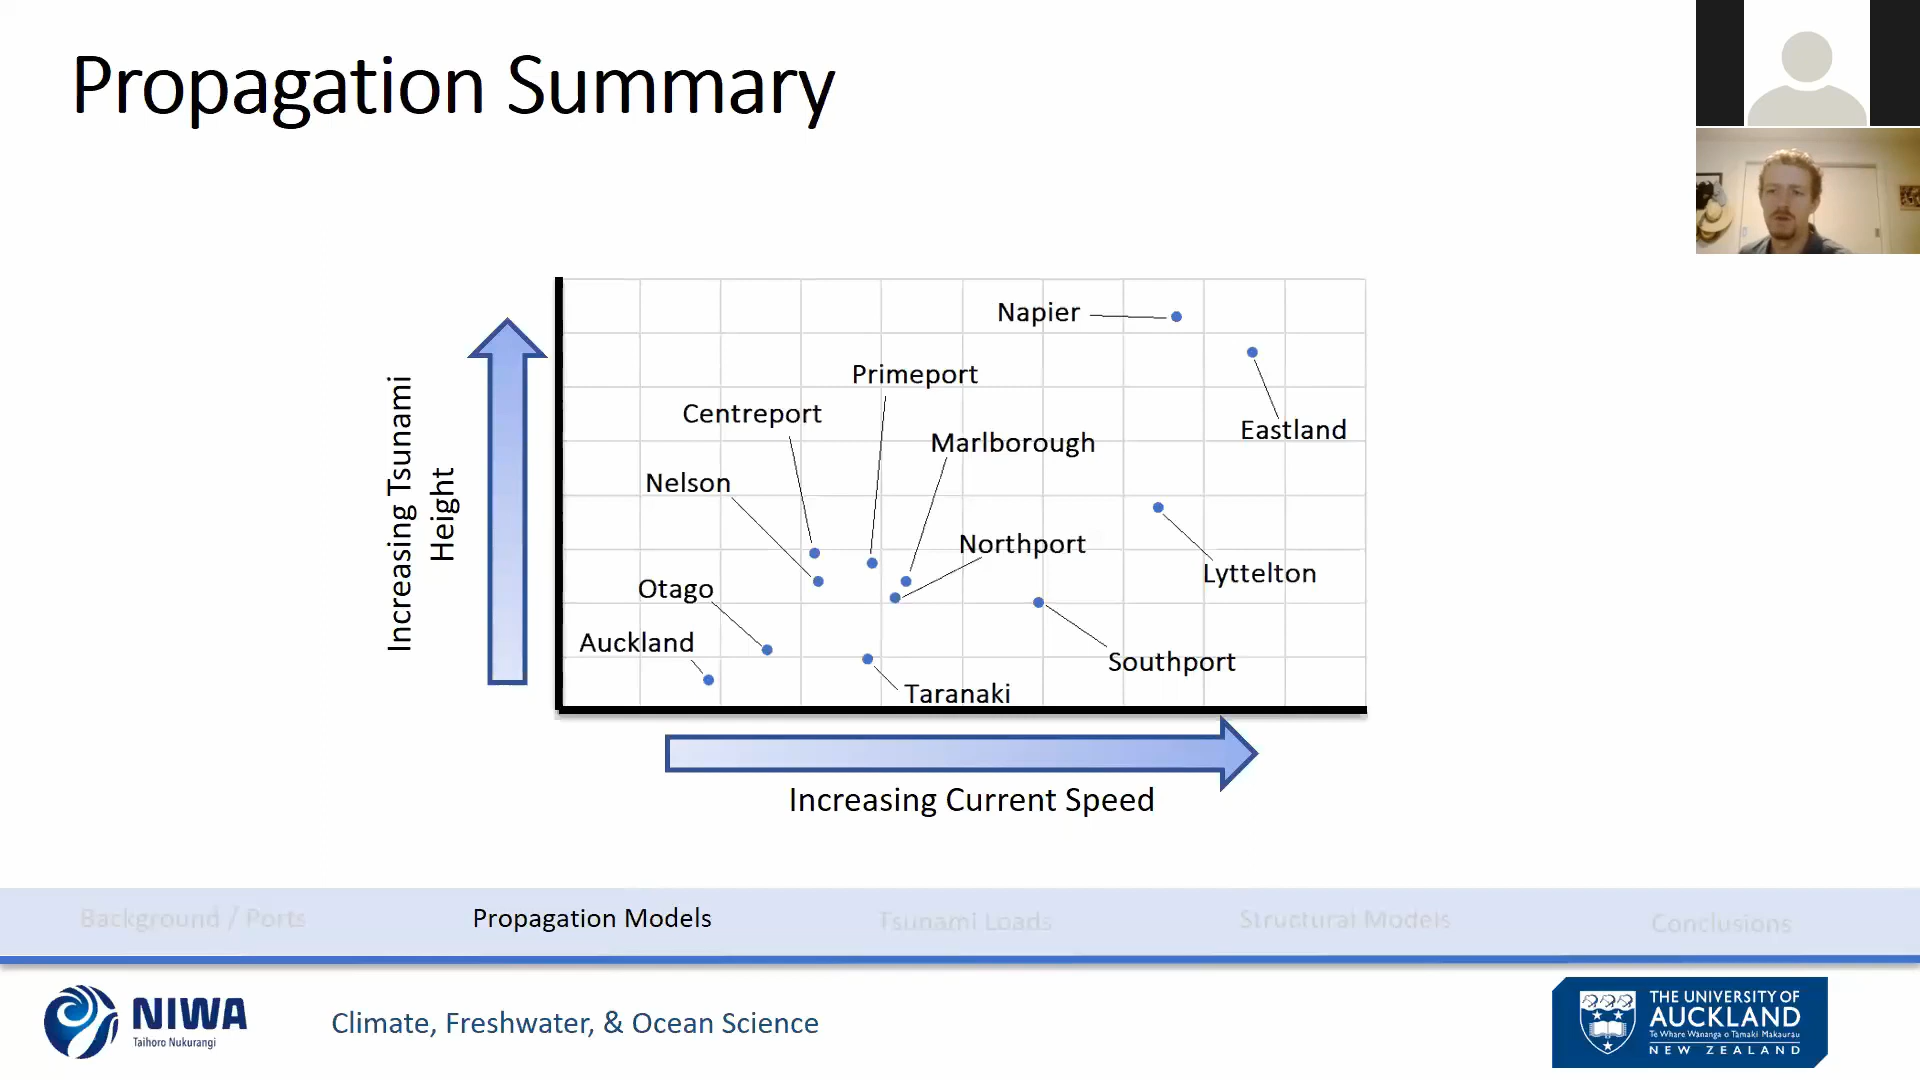 Propagation Summary
Napier
Primeport
Centreport
Eastland
Marlborough
Nelson
Northport
Lyttelton
Otago
Auckland
Southport
Taranaki
Increasing Tsunami
Height
Increasing Current Speed
Background / Ports
Propagation Models
Tsunami Loads
Structural Models
Conclusions
NIWA
Taihoro Nukurangi
Climate, Freshwater, & Ocean Science
THE UNIVERSITY OF
AUCKLAND
Te Whare Wānanga o Tāmaki Makaurau
NEW ZEALAND